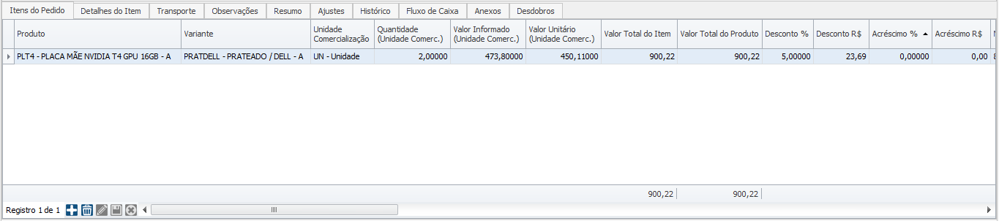 Itens do Pedido Detalhes do Item Transporte Observações Resumo Ajustes Histórico Fluxo de Caixa Anexos Desdobros
Produto Variante Unidade Comercialização Quantidade (Unidade Comerc.) Valor Informado (Unidade Comerc.) Valor Unitário (Unidade Comerc.) Valor Total do Item Valor Total do Produto Desconto % Desconto R$ Acréscimo % Acréscimo R$
PLT4 - PLACA MÃE NVIDIA T4 GPU 16GB - A PRATDELL - PRATEADO / DELL - A UN - Unidade 2,00000 473,80000 450,11000 900,22 900,22 5,00000 23,69 0,00000 0,00
900,22 900,22
Registro 1 de 1